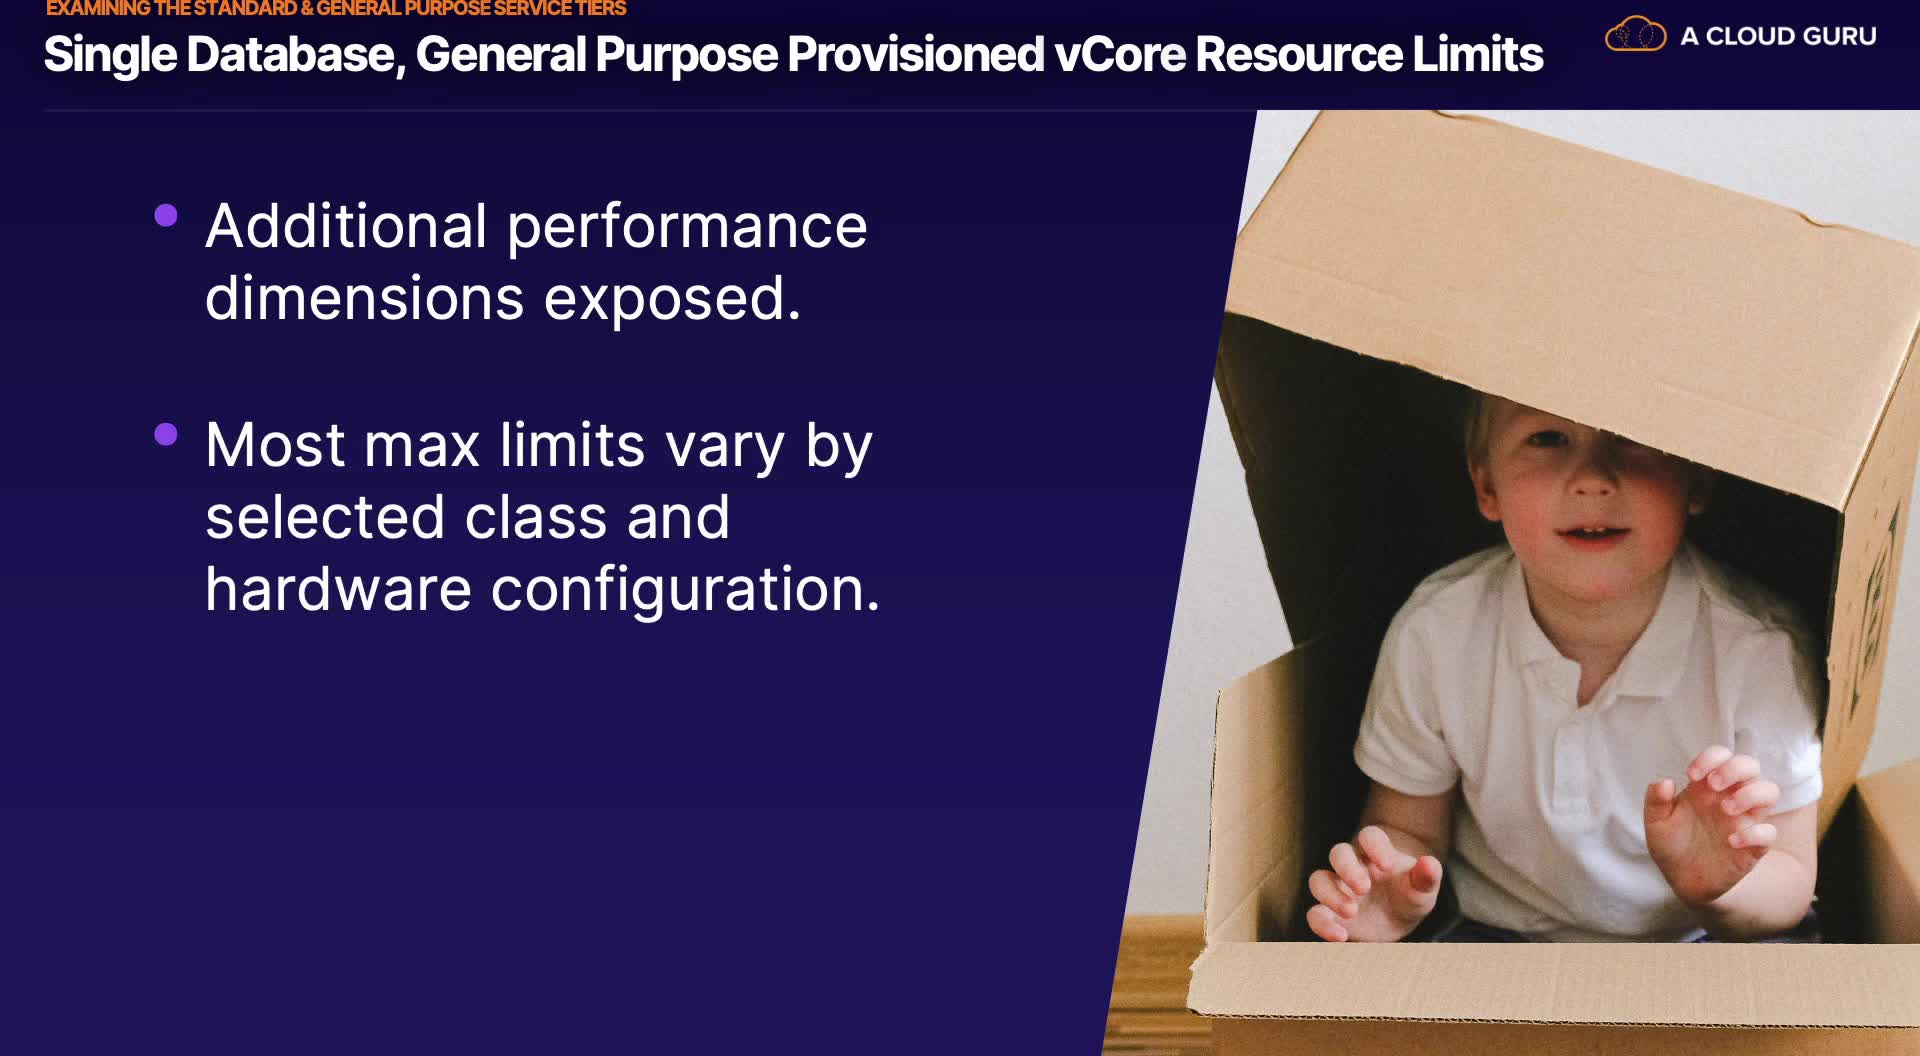 EXAMINING THE STANDARD & GENERAL PURPOSE SERVICE TIERS
Single Database, General Purpose Provisioned vCore Resource Limits
A CLOUD GURU
Additional performance
dimensions exposed.
Most max limits vary by
selected class and
hardware configuration.